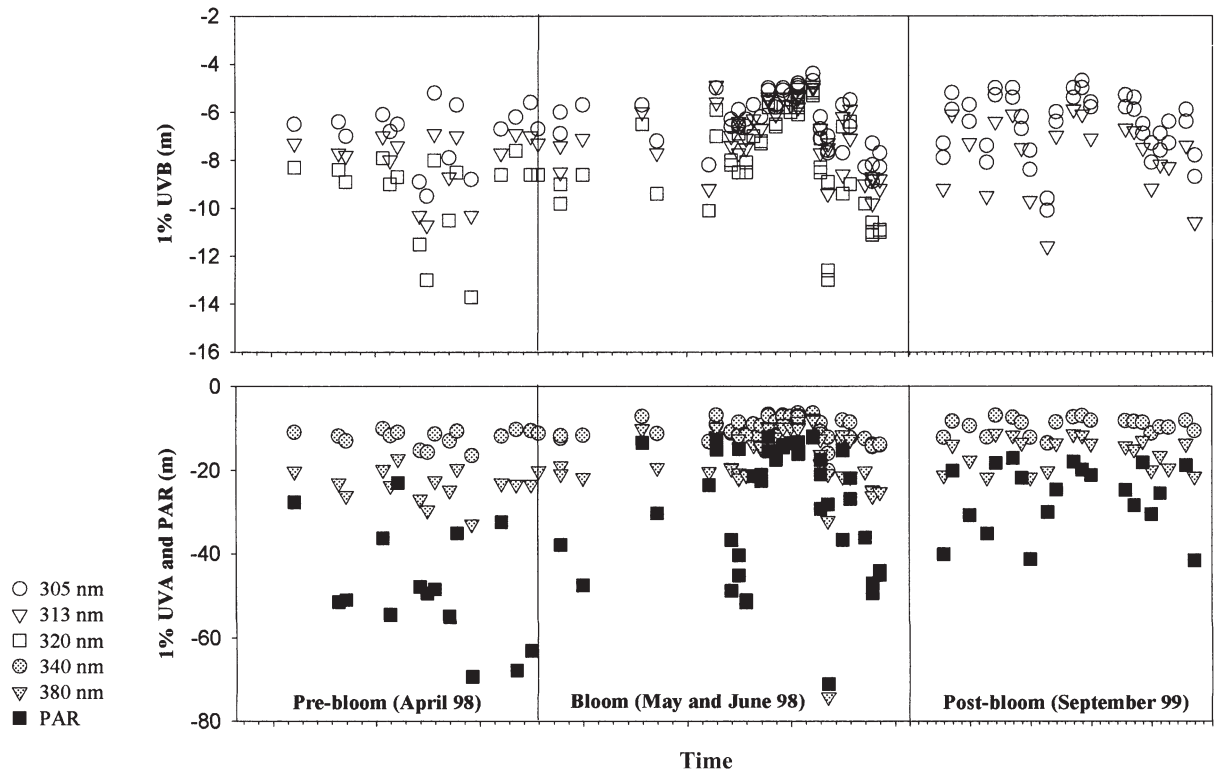 -2
-4
-6
-8
-10
-12
-14
-16
1% UVB (m)
0
-20
-40
-60
-80
1% UVA and PAR (m)
305 nm
313 nm
320 nm
340 nm
380 nm
PAR
Pre-bloom (April 98)
Bloom (May and June 98)
Post-bloom (September 99)
Time